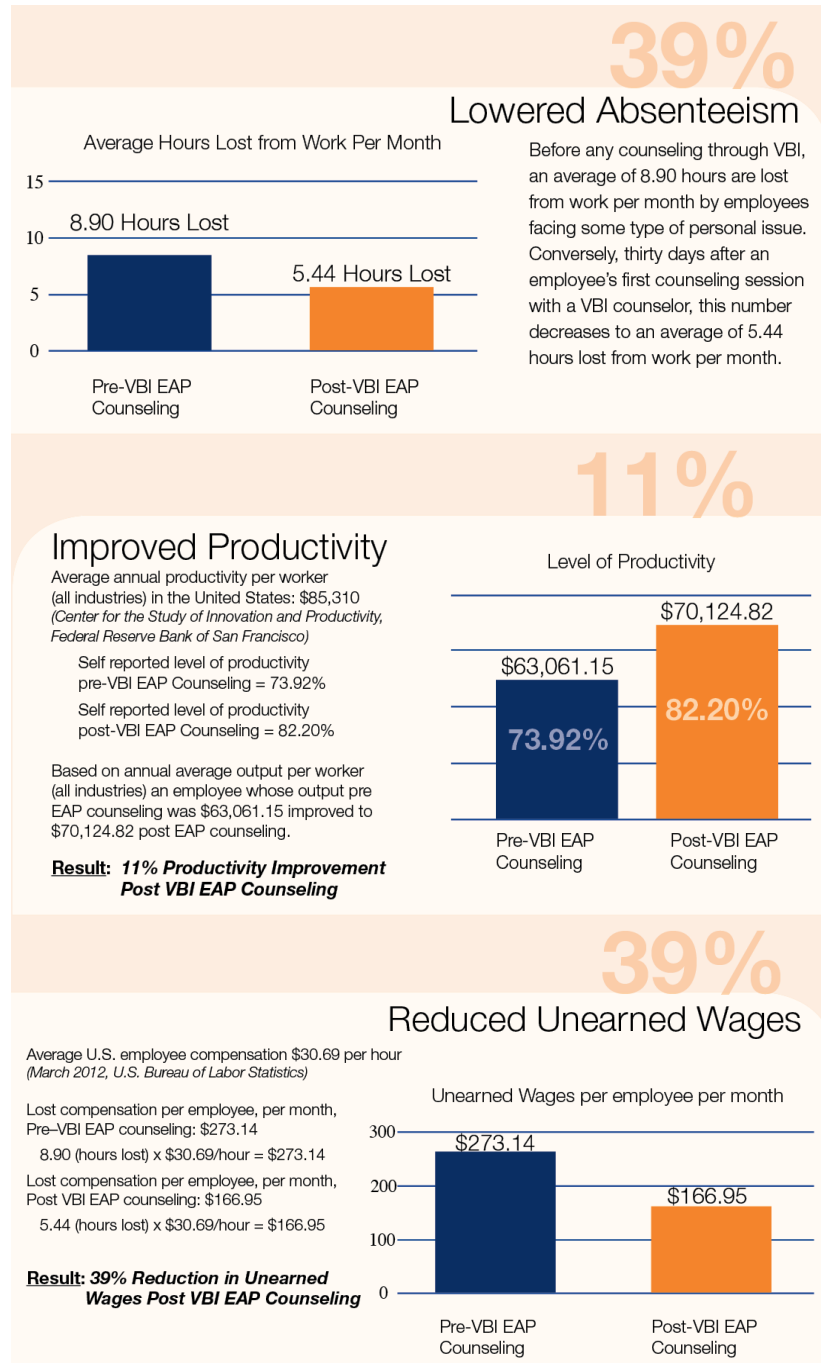 39%
Lowered Absenteeism
Average Hours Lost from Work Per Month
15
10
5
0
8.90 Hours Lost
5.44 Hours Lost
Pre-VBI EAP
Counseling
Post-VBI EAP
Counseling
Before any counseling through VBI,
an average of 8.90 hours are lost
from work per month by employees
facing some type of personal issue.
Conversely, thirty days after an
employee's first counseling session
with a VBI counselor, this number
decreases to an average of 5.44
hours lost from work per month.
11%
Improved Productivity
Average annual productivity per worker
(all industries) in the United States: $85,310
(Center for the Study of Innovation and Productivity,
Federal Reserve Bank of San Francisco)
Self reported level of productivity
pre-VBI EAP Counseling = 73.92%
Self reported level of productivity
post-VBI EAP Counseling = 82.20%
Based on annual average output per worker
(all industries) an employee whose output pre
EAP counseling was $63,061.15 improved to
$70,124.82 post EAP counseling.
Result: 11% Productivity Improvement
Post VBI EAP Counseling
Level of Productivity
$63,061.15
$70,124.82
73.92%
82.20%
Pre-VBI EAP
Counseling
Post-VBI EAP
Counseling
39%
Reduced Unearned Wages
Average U.S. employee compensation $30.69 per hour
(March 2012, U.S. Bureau of Labor Statistics)
Lost compensation per employee, per month,
Pre–VBI EAP counseling: $273.14
8.90 (hours lost) x $30.69/hour = $273.14
Lost compensation per employee, per month,
Post VBI EAP counseling: $166.95
5.44 (hours lost) x $30.69/hour = $166.95
Result: 39% Reduction in Unearned
Wages Post VBI EAP Counseling
Unearned Wages per employee per month
300
200
100
0
$273.14
$166.95
Pre-VBI EAP
Counseling
Post-VBI EAP
Counseling